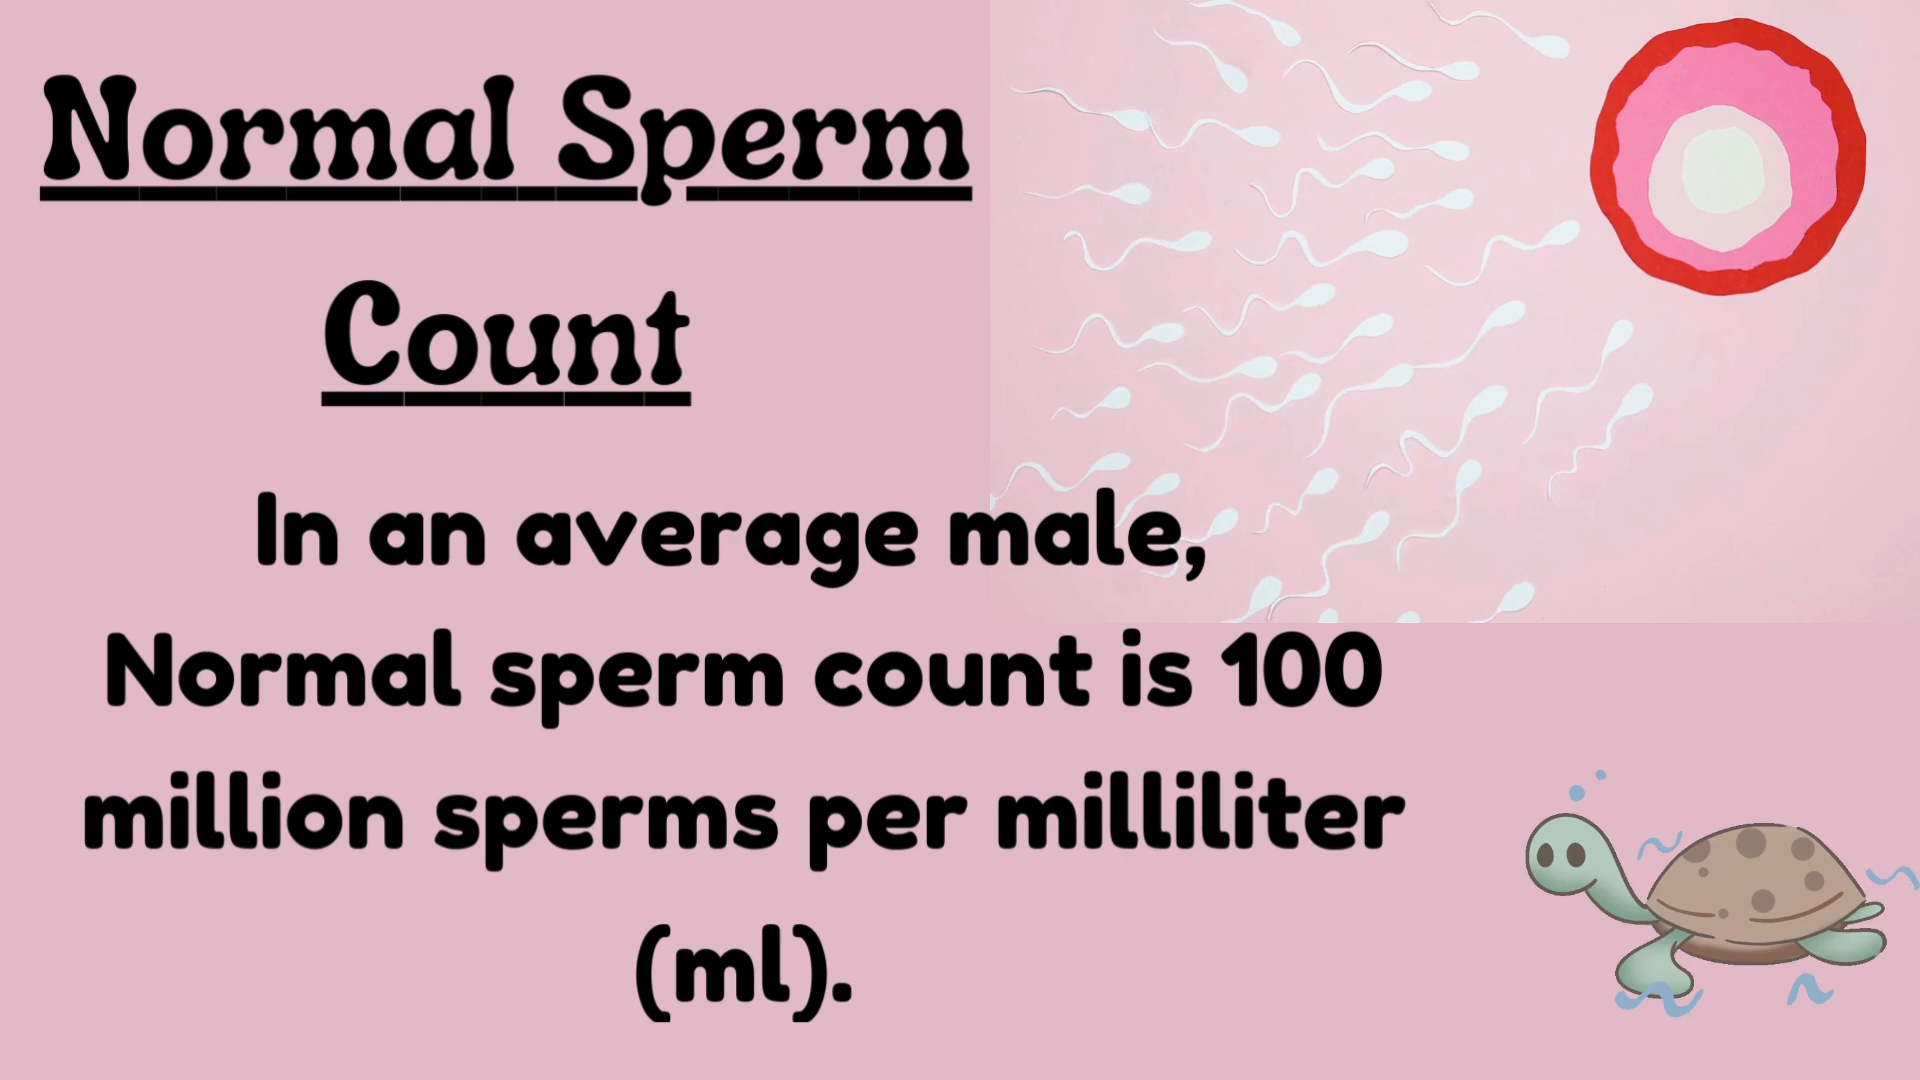 Normal Sperm
Count
In an average male,
Normal sperm count is 100
million sperms per milliliter
(ml).